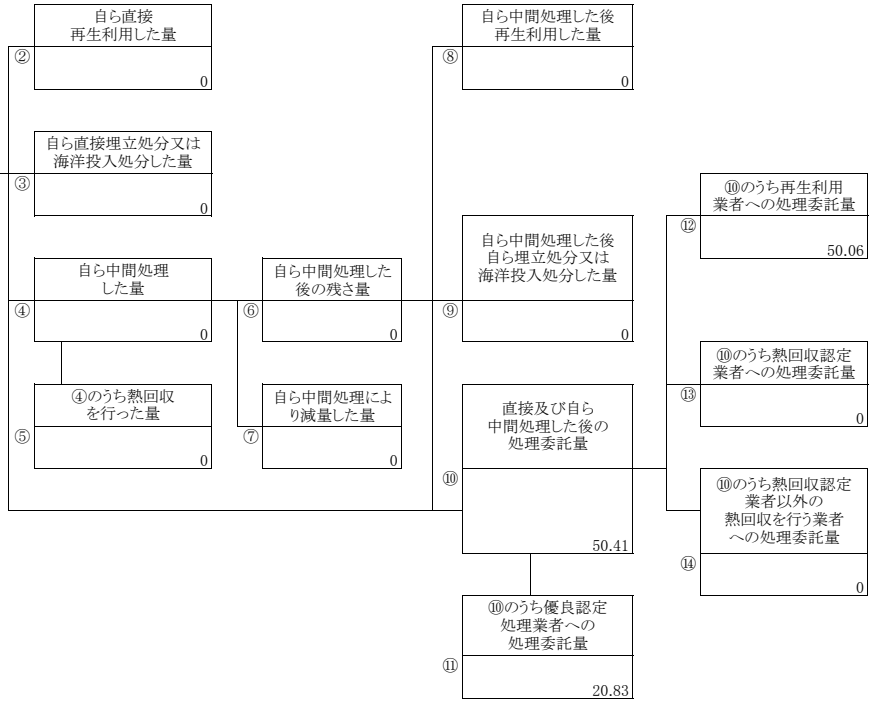 自ら直接
再生利用した量
②
0
自ら直接埋立処分又は
海洋投入処分した量
③
0
自ら中間処理
した量
④
0
④のうち熱回収
を行った量
⑤
0
自ら中間処理した
後の残さ量
⑥
0
自ら中間処理によ
り減量した量
⑦
0
自ら中間処理した後
再生利用した量
⑧
0
自ら中間処理した後
自ら埋立処分又は
海洋投入処分した量
⑨
0
直接及び自ら
中間処理した後の
処理委託量
⑩
50.41
⑩のうち優良認定
処理業者への
処理委託量
⑪
20.83
⑩のうち再生利用
業者への処理委託量
⑫
50.06
⑩のうち熱回収認定
業者への処理委託量
⑬
0
⑩のうち熱回収認定
業者以外の
熱回収を行う業者
への処理委託量
⑭
0